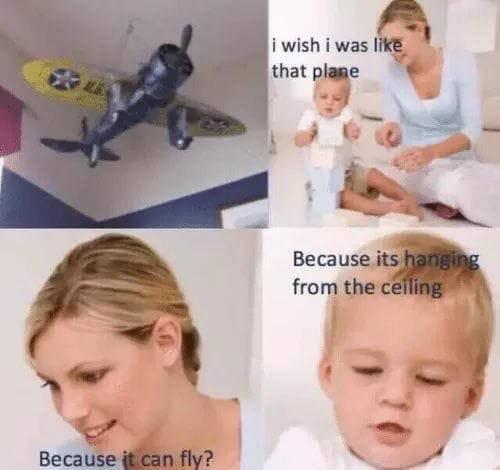 i wish i was like
that plane
Because it can fly?
Because its hanging
from the ceiling